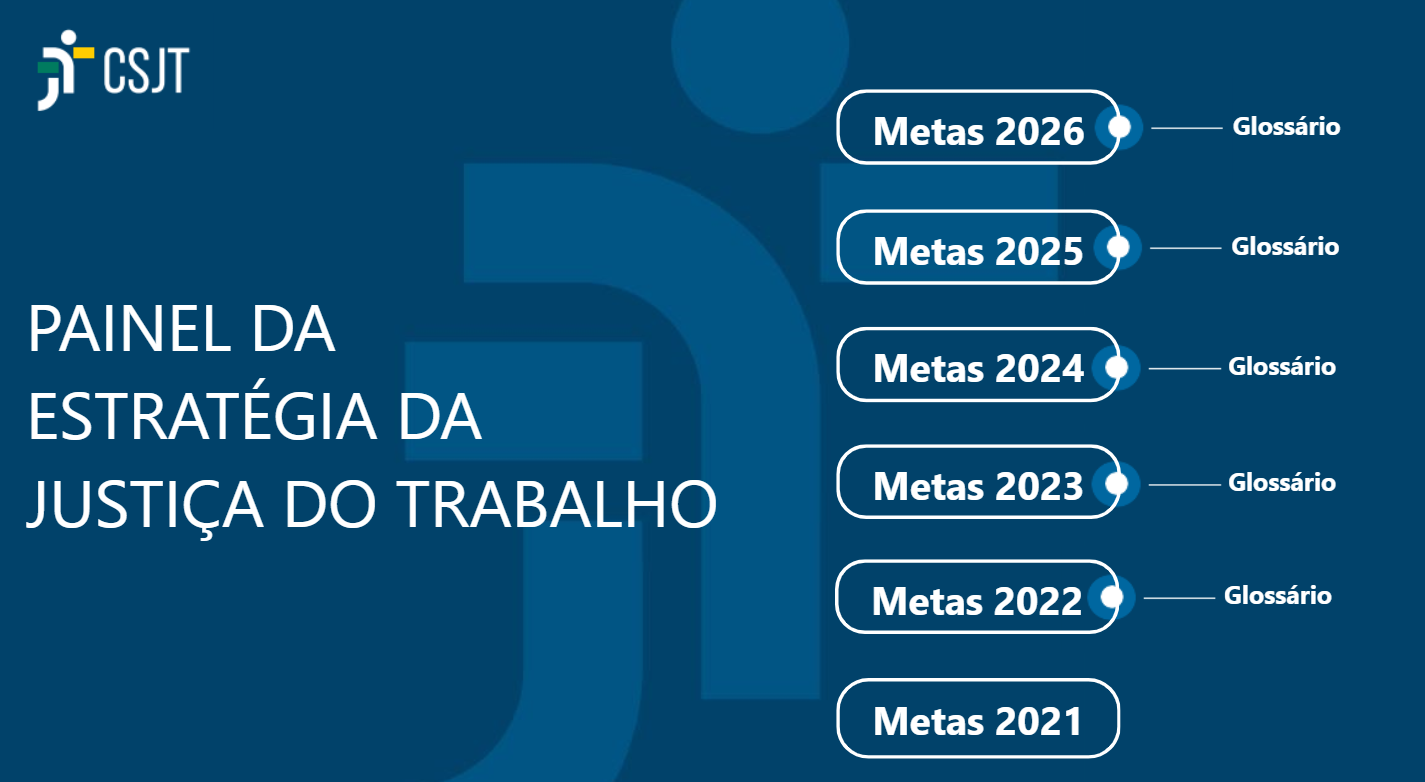 CSJT
PAINEL DA
ESTRATÉGIA DA
JUSTIÇA DO TRABALHO
Metas 2026
Glossário
Metas 2025
Glossário
Metas 2024
Glossário
Metas 2023
Glossário
Metas 2022
Glossário
Metas 2021